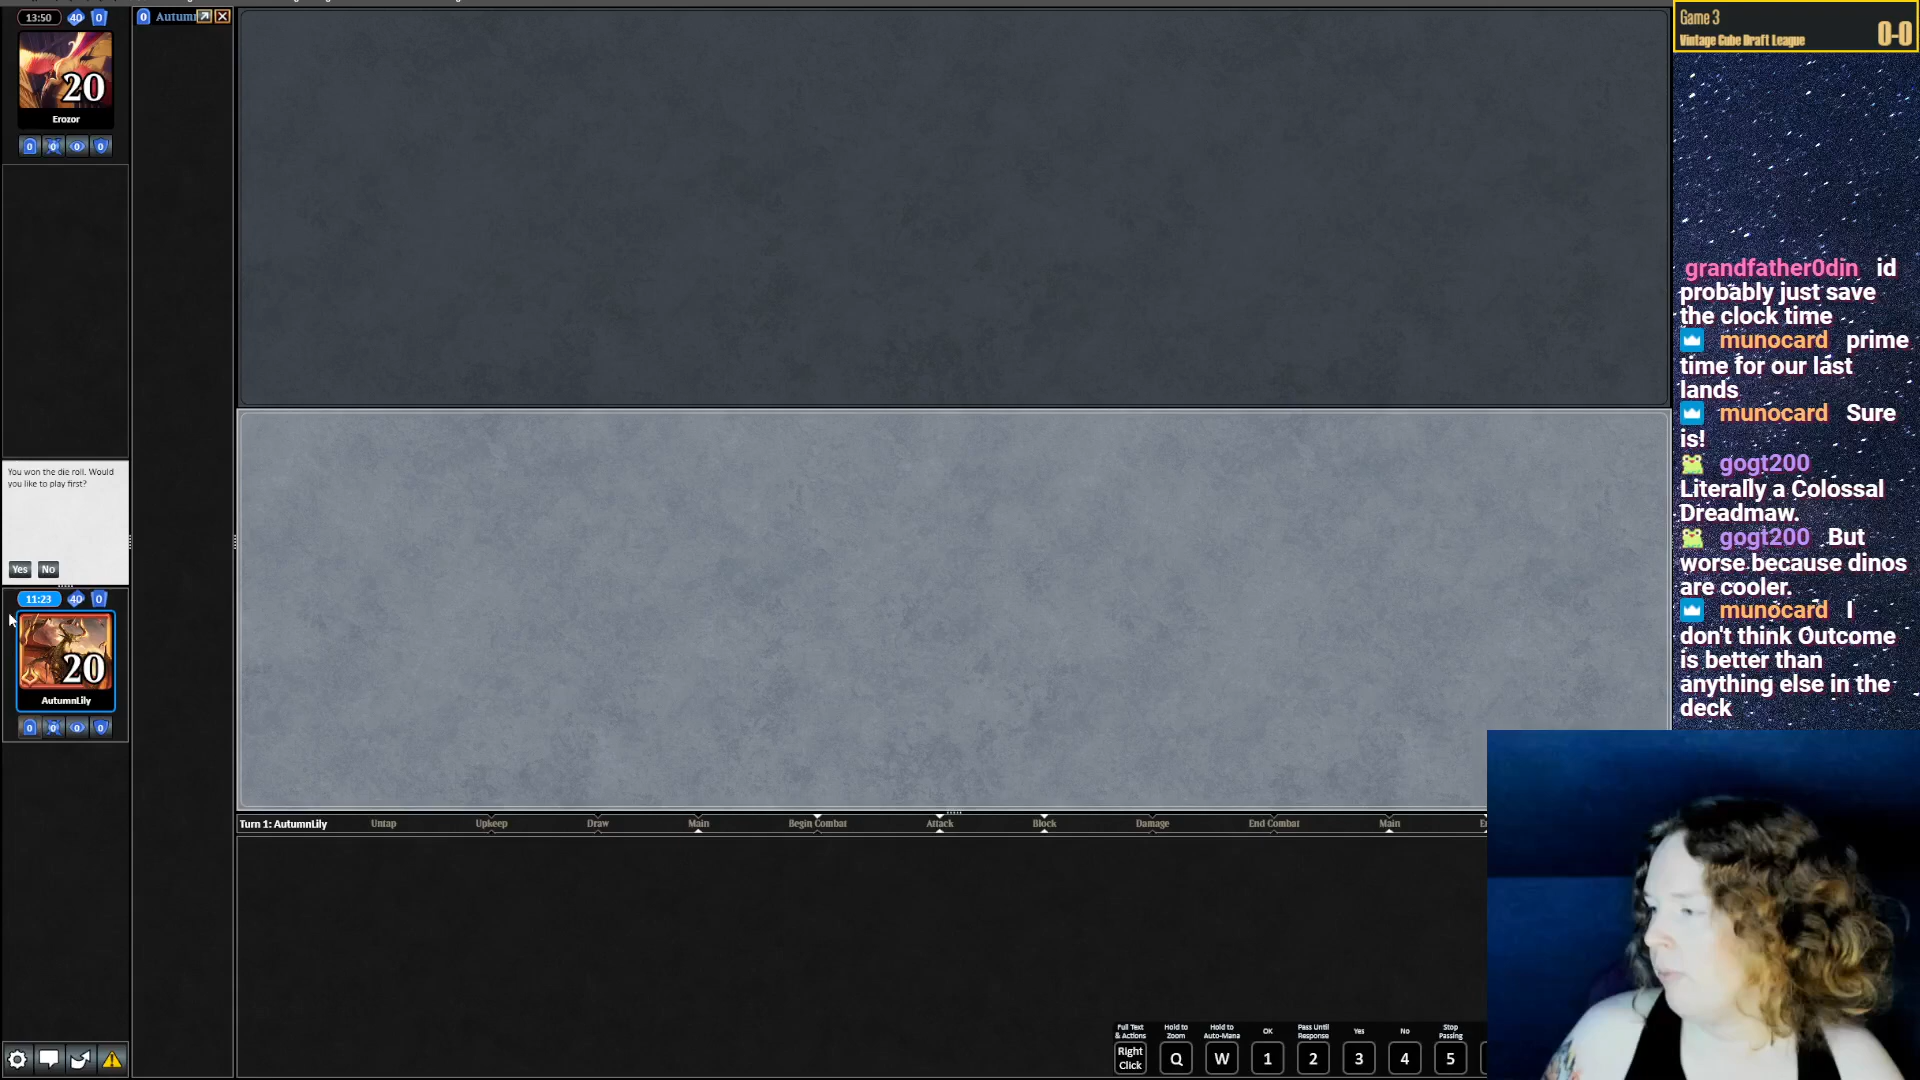 13:50 40 0
20
Erozor
0 0 0 0
0 Autumn
You won the die roll. Would
you like to play first?
Yes No
11:23 40 0
20
AutumnLily
0 0 0 0
Turn 1: AutumnLily Untap Upkeep Draw Main Begin Combat Attack Block Damage End Combat Main
Full Text
& Actions
Right
Click
Hold to
Zoom
Q
Hold to
Auto-Mana
W
OK
1
Pass Until
Response
2
Yes
3
No
4
Stop
Passing
5
Game 3
Vintage Cube Draft League
0-0
grandfather0din id
probably just save
the clock time
munocard prime
time for our last
lands
munocard Sure
is!
gogt200
Literally a Colossal
Dreadmaw.
gogt200 But
worse because dinos
are cooler.
munocard I
don't think Outcome
is better than
anything else in the
deck